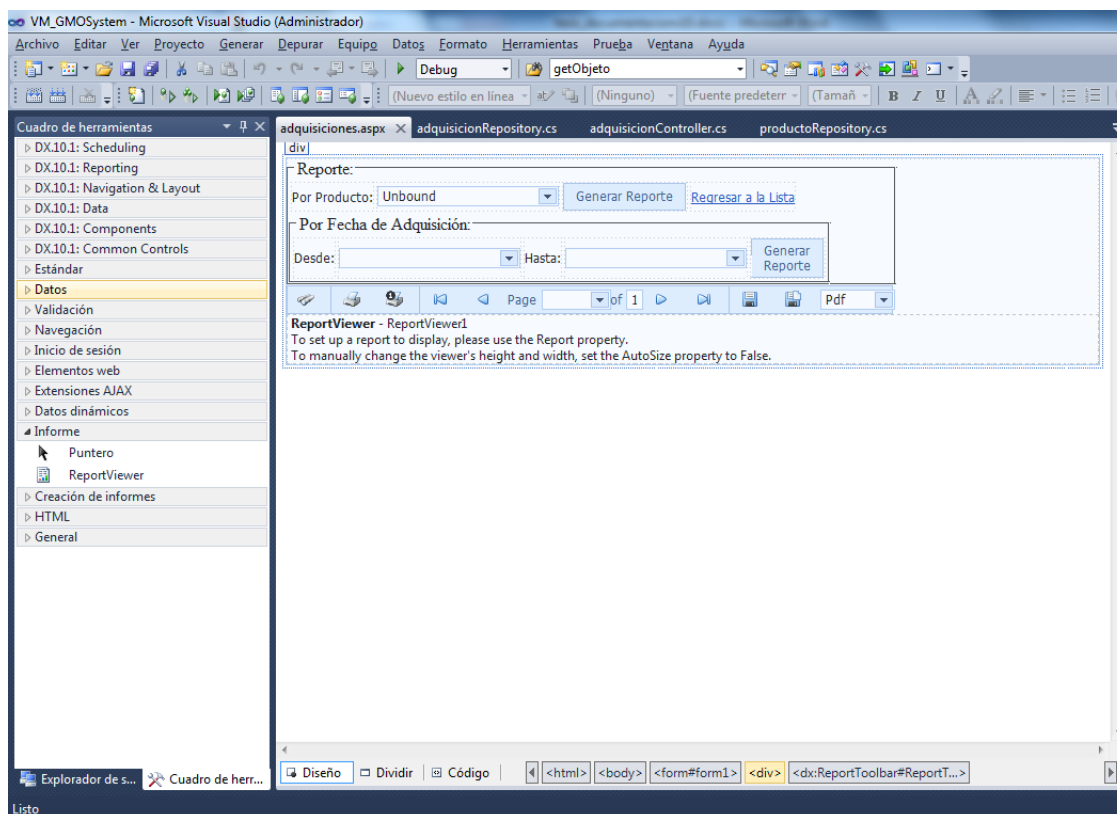 VM_GMOSystem - Microsoft Visual Studio (Administrador)
Archivo Editar Ver Proyecto Generar Depurar Equipo Datos Formato Herramientas Prueba Ventana Ayuda
Debug getObjeto
(Nuevo estilo en línea (Ninguno) (Fuente predeterr (Tamañ B I U A
Cuadro de herramientas
adquisiciones.aspx adquisicionRepository.cs adquisicionController.cs productoRepository.cs
DX.10.1: Scheduling
DX.10.1: Reporting
DX.10.1: Navigation & Layout
DX.10.1: Data
DX.10.1: Components
DX.10.1: Common Controls
Estándar
Datos
Validación
Navegación
Inicio de sesión
Elementos web
Extensiones AJAX
Datos dinámicos
Informe
Puntero
ReportViewer
Creación de informes
HTML
General
div
Reporte:
Por Producto: Unbound Generar Reporte Regresar a la Lista
Por Fecha de Adquisición:
Desde: Hasta: Generar Reporte
Page of 1 Pdf
ReportViewer - ReportViewer1
To set up a report to display, please use the Report property.
To manually change the viewer's height and width, set the AutoSize property to False.
Explorador de s... Cuadro de herr...
Diseño Dividir Código <html> <body> <form#form1> <div> <dx:ReportToolbar#ReportT...>
Listo